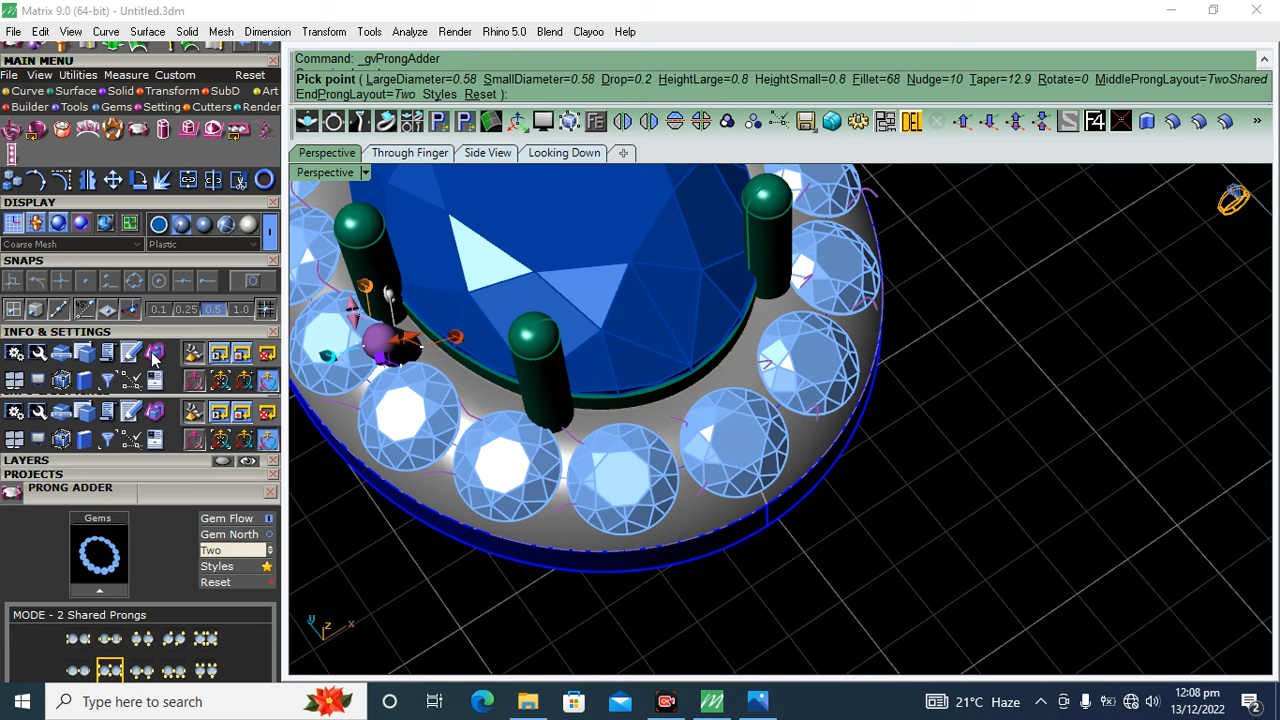 Matrix 9.0 (64-bit) - Untitled.3dm
File Edit View Curve Surface Solid Mesh Dimension Transform Tools Analyze Render Rhino 5.0 Blend Clayoo Help
MAIN MENU
File View Utilities Measure Custom Reset
Curve Surface Solid Transform SubD Art
Builder Tools Gems Setting Cutters Render
Command: _gvProngAdder
Pick point ( LargeDiameter=0.58 SmallDiameter=0.58 Drop=0.2 HeightLarge=0.8 HeightSmall=0.8 Fillet=68 Nudge=10 Taper=12.9 Rotate=0 MiddleProngLayout=TwoShared
EndProngLayout=Two Styles Reset ):
Perspective Through Finger Side View Looking Down
Perspective
DISPLAY
Coarse Mesh Plastic
SNAPS
0.1 0.25 0.5 1.0
INFO & SETTINGS
LAYERS
PROJECTS
PRONG ADDER
Gems
Gem Flow
Gem North
Two
Styles
Reset
MODE - 2 Shared Prongs
y
z
x
Type here to search
21°C Haze
12:08 pm
13/12/2022
2